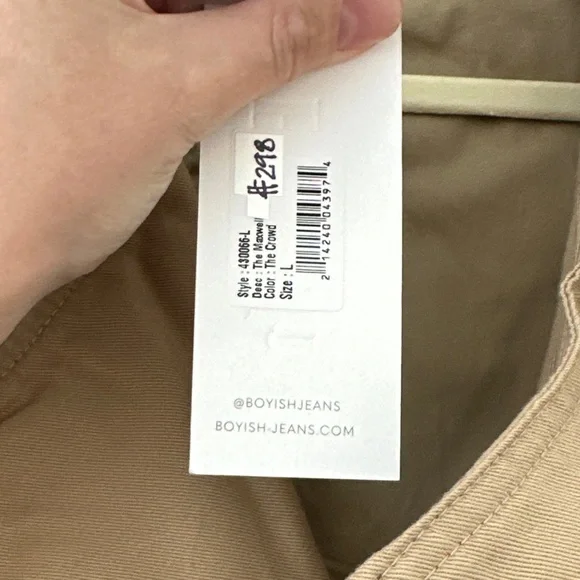 #298
Style : 430066-L
Desc : The Maxwell
Color : The Crowd
Size : L
2 14240 04397 4
@BOYISHJEANS
BOYISH-JEANS.COM